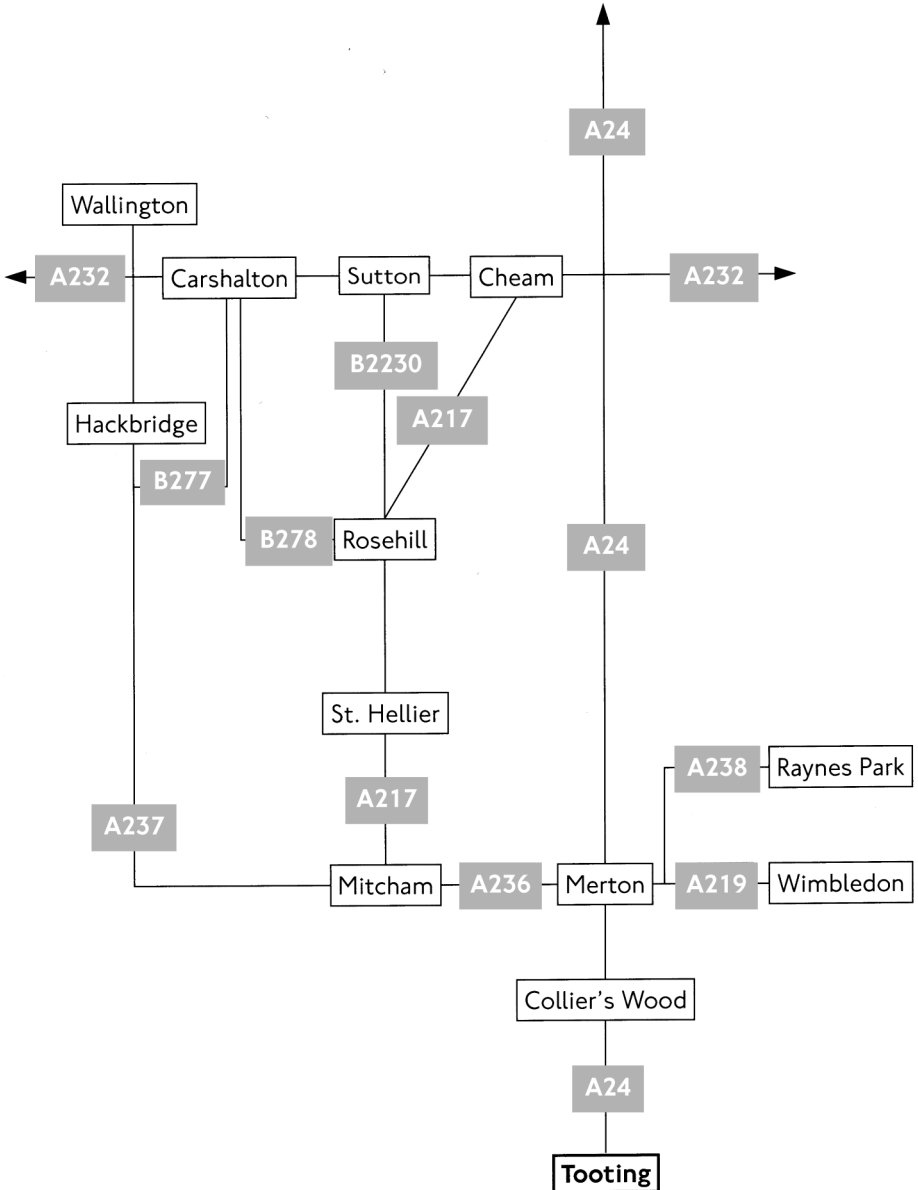 A24
Wallington
A232
Carshalton
Sutton
Cheam
A232
B2230
A217
Hackbridge
B277
B278
Rosehill
A24
St. Hellier
A238
Raynes Park
A217
A237
Mitcham
A236
Merton
A219
Wimbledon
Collier's Wood
A24
Tooting